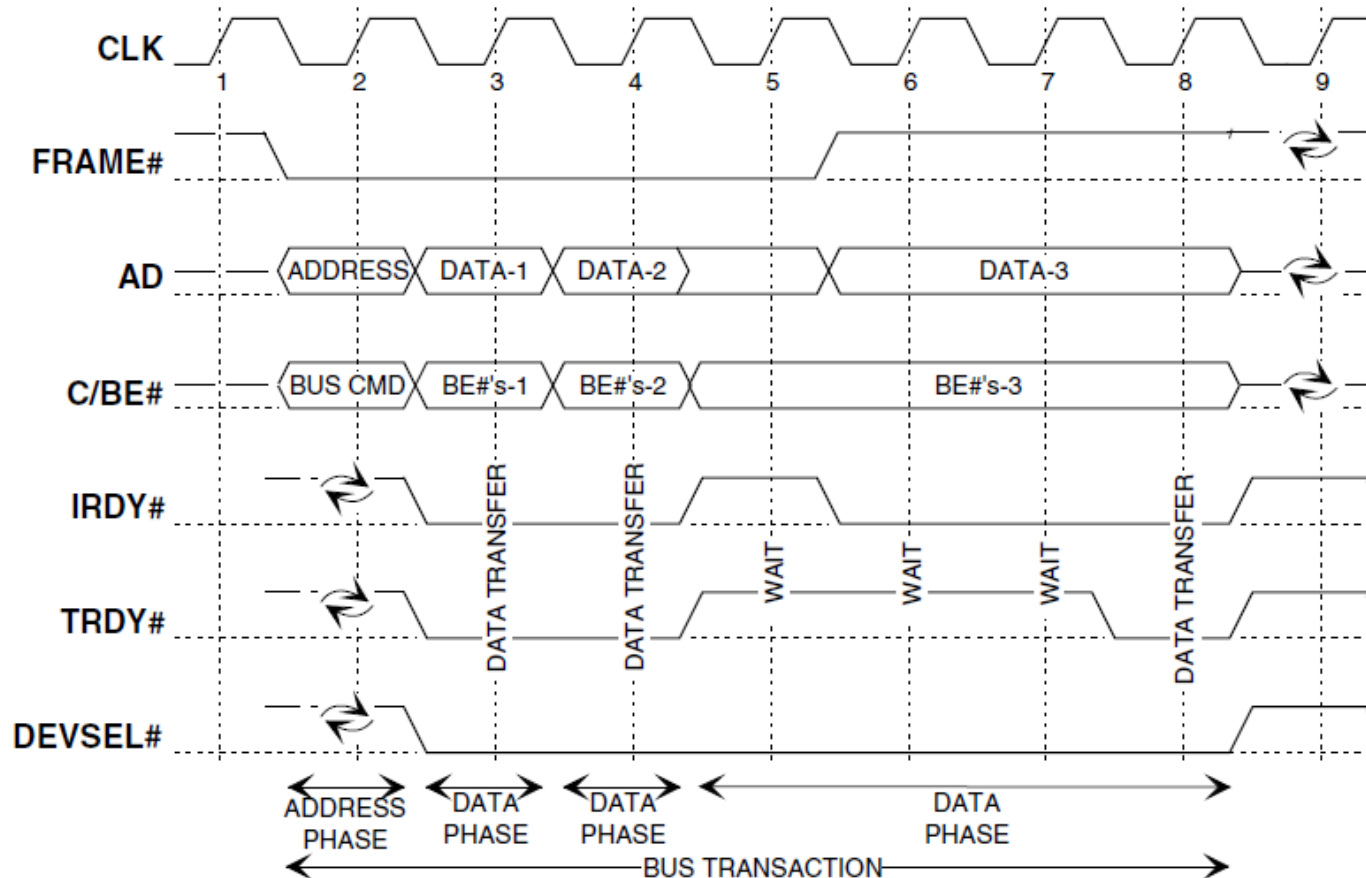 CLK
1 2 3 4 5 6 7 8 9
FRAME#
AD ADDRESS DATA-1 DATA-2 DATA-3
C/BE# BUS CMD BE#'s-1 BE#'s-2 BE#'s-3
IRDY#
DATA TRANSFER
DATA TRANSFER
WAIT
WAIT
WAIT
DATA TRANSFER
TRDY#
DEVSEL#
ADDRESS
PHASE
DATA
PHASE
DATA
PHASE
DATA
PHASE
BUS TRANSACTION